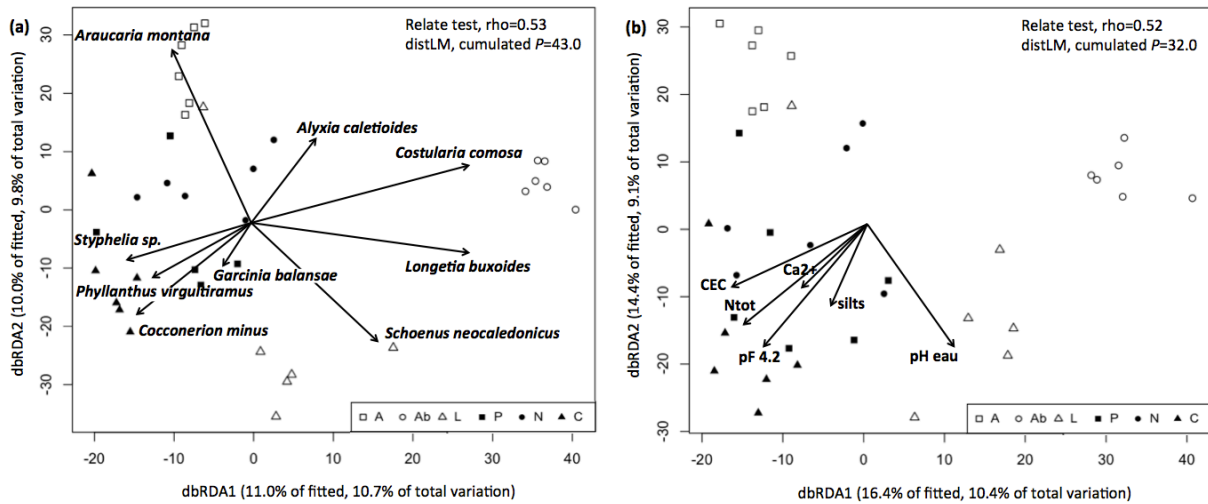 (a)
Relate test, rho=0.53
distLM, cumulated P=43.0
Araucaria montana
Alyxia caletioides
Costularia comosa
Styphelia sp.
Garcinia balansae
Longetia buxoides
Phyllanthus virgultiramus
Cocconerion minus
Schoenus neocaledonicus
A Ab L P N C
30
20
10
0
-10
-20
-30
dbRDA2 (10.0% of fitted, 9.8% of total variation)
-20 -10 0 10 20 30 40
dbRDA1 (11.0% of fitted, 10.7% of total variation)
(b)
Relate test, rho=0.52
distLM, cumulated P=32.0
Ca2+
CEC
silts
Ntot
pF 4.2
pH eau
A Ab L P N C
30
20
10
0
-10
-20
-30
dbRDA2 (14.4% of fitted, 9.1% of total variation)
-20 -10 0 10 20 30 40
dbRDA1 (16.4% of fitted, 10.4% of total variation)